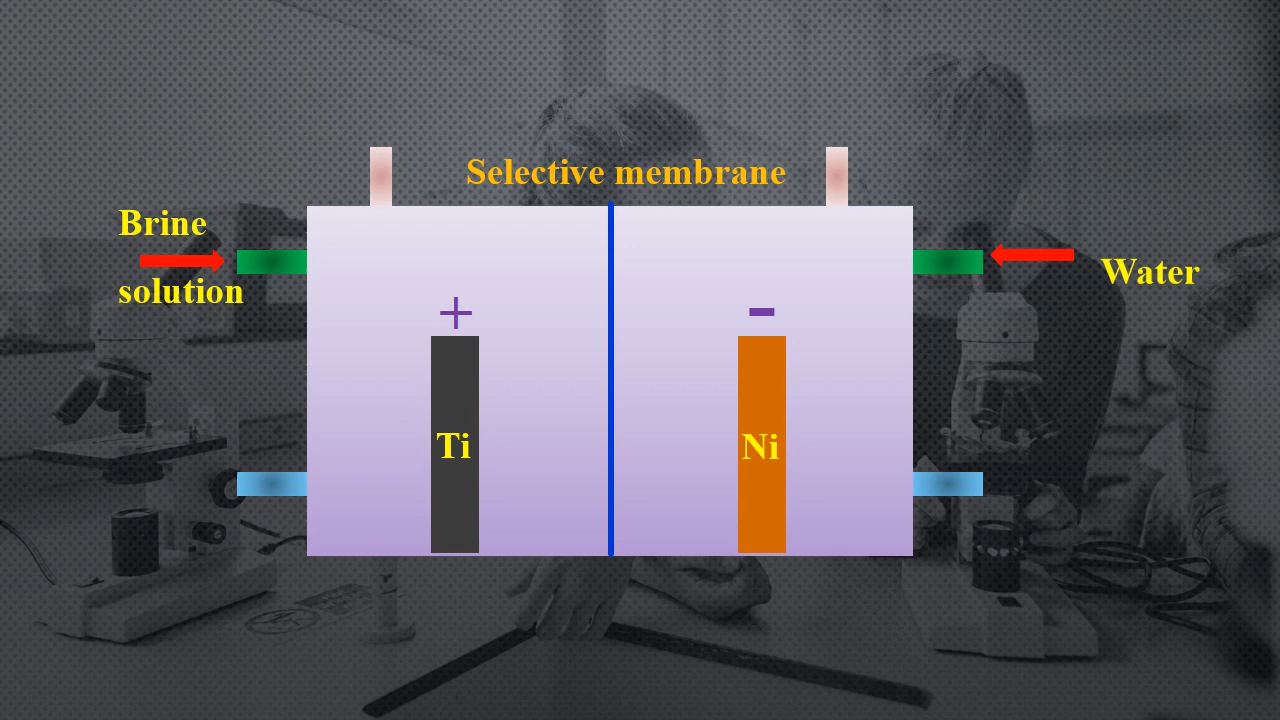 Selective membrane
Brine
solution
Water
+
-
Ti
Ni